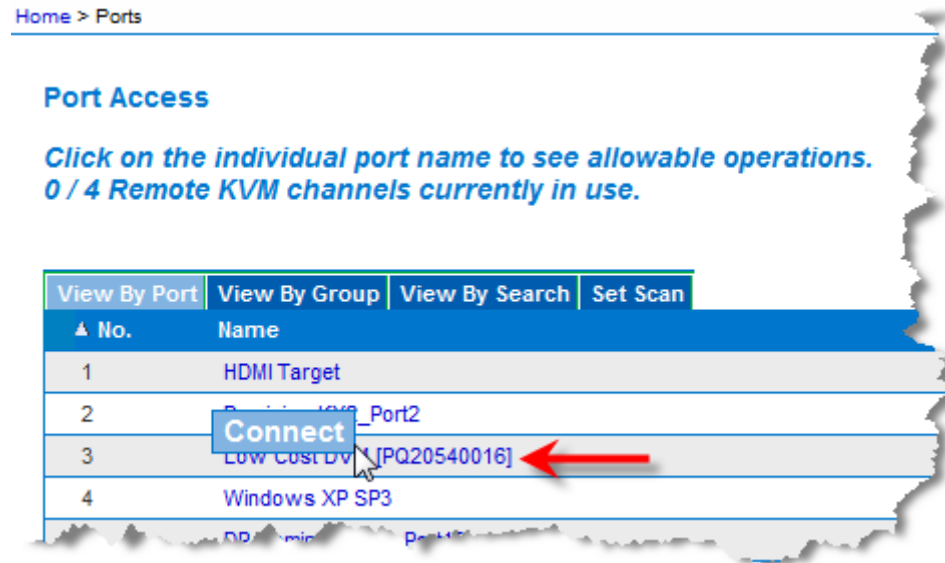 Home > Ports
Port Access
Click on the individual port name to see allowable operations.
0 / 4 Remote KVM channels currently in use.
View By Port View By Group View By Search Set Scan
No. Name
1 HDMI Target
2 _Port2
Connect
3 Low Cost [PQ20540016]
4 Windows XP SP3